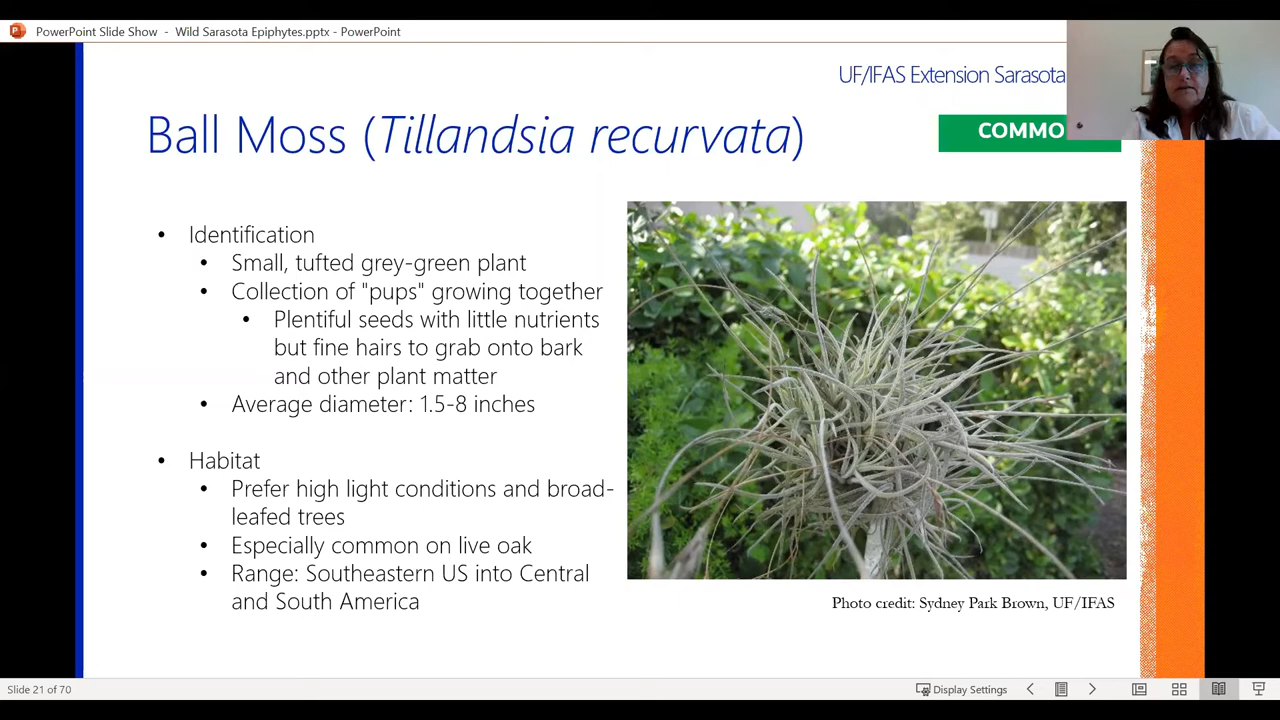 PowerPoint Slide Show - Wild Sarasota Epiphytes.pptx - PowerPoint
UF/IFAS Extension Sarasota
Ball Moss (Tillandsia recurvata)
COMMO
• Identification
• Small, tufted grey-green plant
• Collection of "pups" growing together
• Plentiful seeds with little nutrients
but fine hairs to grab onto bark
and other plant matter
• Average diameter: 1.5-8 inches
• Habitat
• Prefer high light conditions and broad-
leafed trees
• Especially common on live oak
• Range: Southeastern US into Central
and South America
Photo credit: Sydney Park Brown, UF/IFAS
Slide 21 of 70
Display Settings